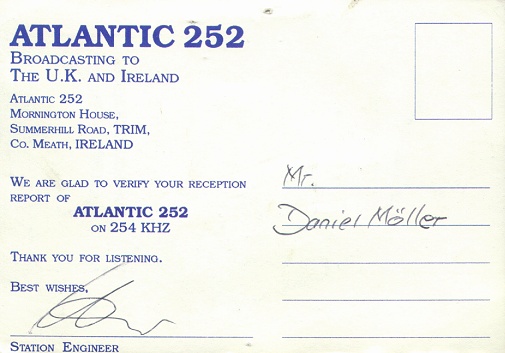 ATLANTIC 252
BROADCASTING TO
THE U.K. AND IRELAND
ATLANTIC 252
MORNINGTON HOUSE,
SUMMERHILL ROAD, TRIM,
CO. MEATH, IRELAND
WE ARE GLAD TO VERIFY YOUR RECEPTION
REPORT OF
ATLANTIC 252
ON 254 KHZ
THANK YOU FOR LISTENING.
BEST WISHES,
STATION ENGINEER
Mr.
Daniel Möller